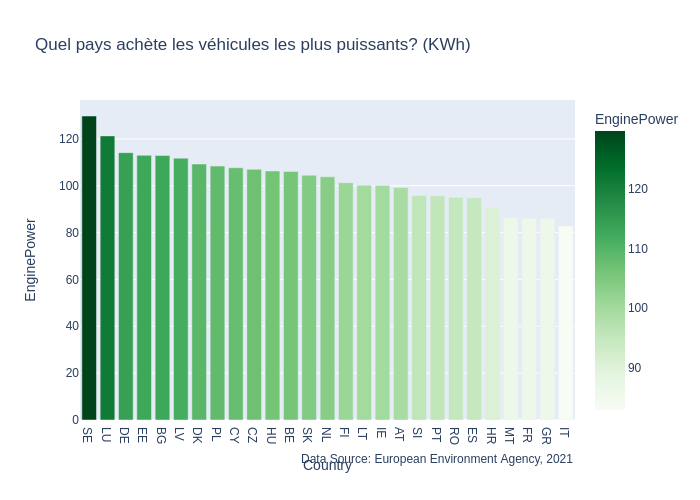 Quel pays achète les véhicules les plus puissants? (KWh)
EnginePower
120
100
80
60
40
20
0
EnginePower
120
110
100
90
SE LU DE EE BG LV DK PL CY CZ HU BE SK NL FI LT IE AT SI PT RO ES HR MT FR GR IT
Country
Data Source: European Environment Agency, 2021